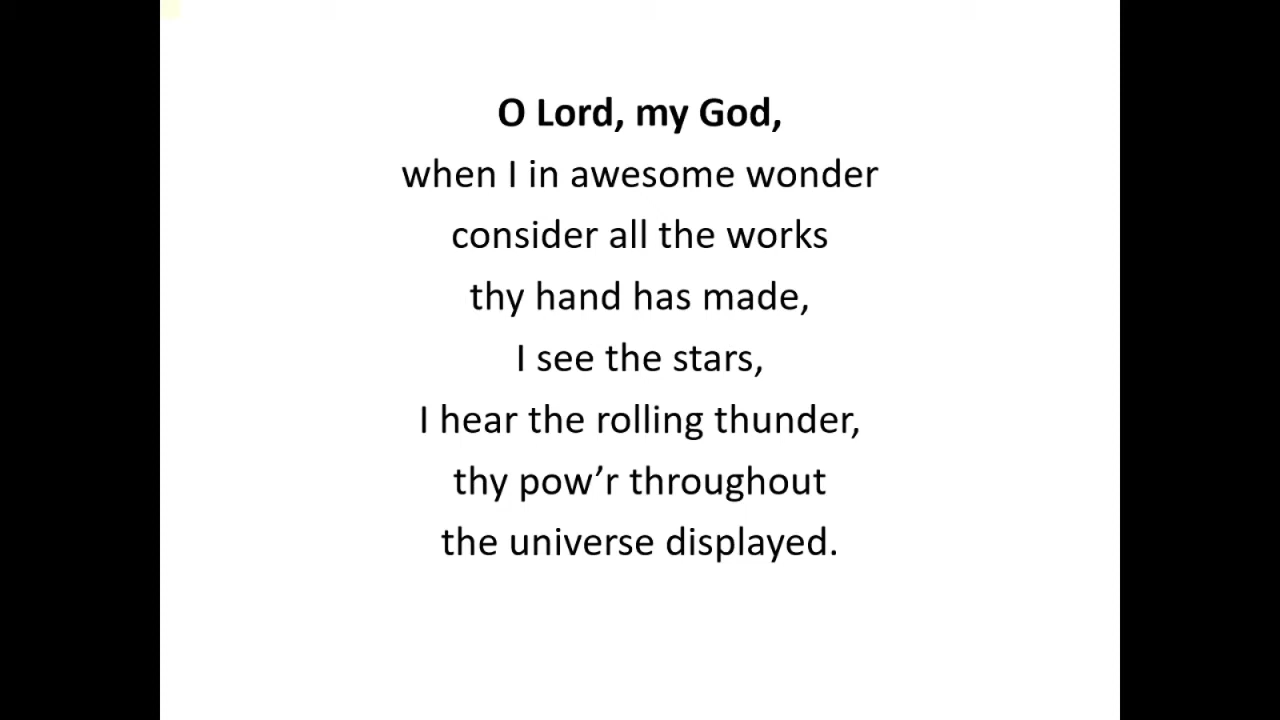 O Lord, my God,
when I in awesome wonder
consider all the works
thy hand has made,
I see the stars,
I hear the rolling thunder,
thy pow’r throughout
the universe displayed.